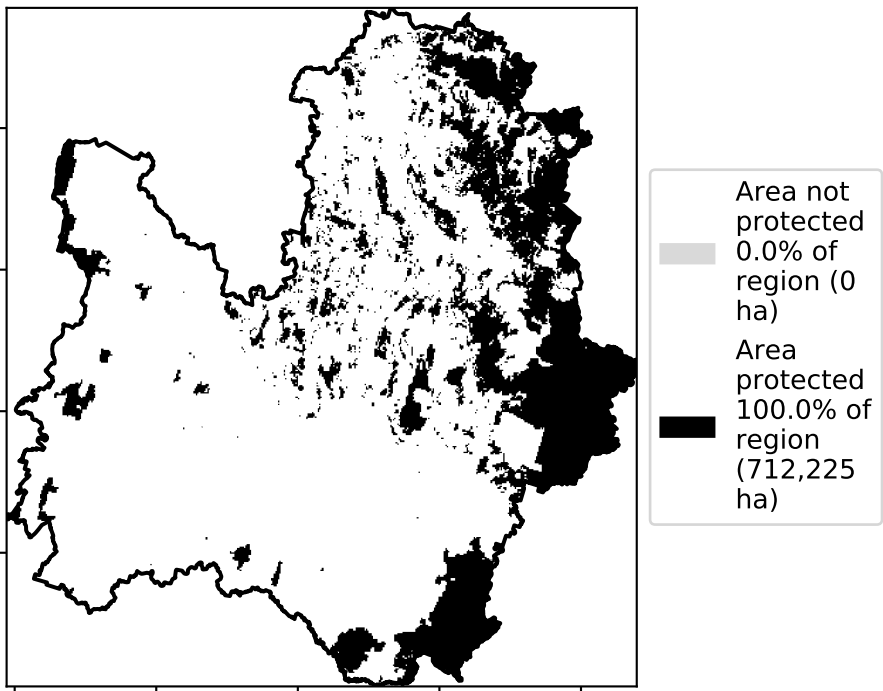 Area not
protected
0.0% of
region (0
ha)
Area
protected
100.0% of
region
(712,225
ha)